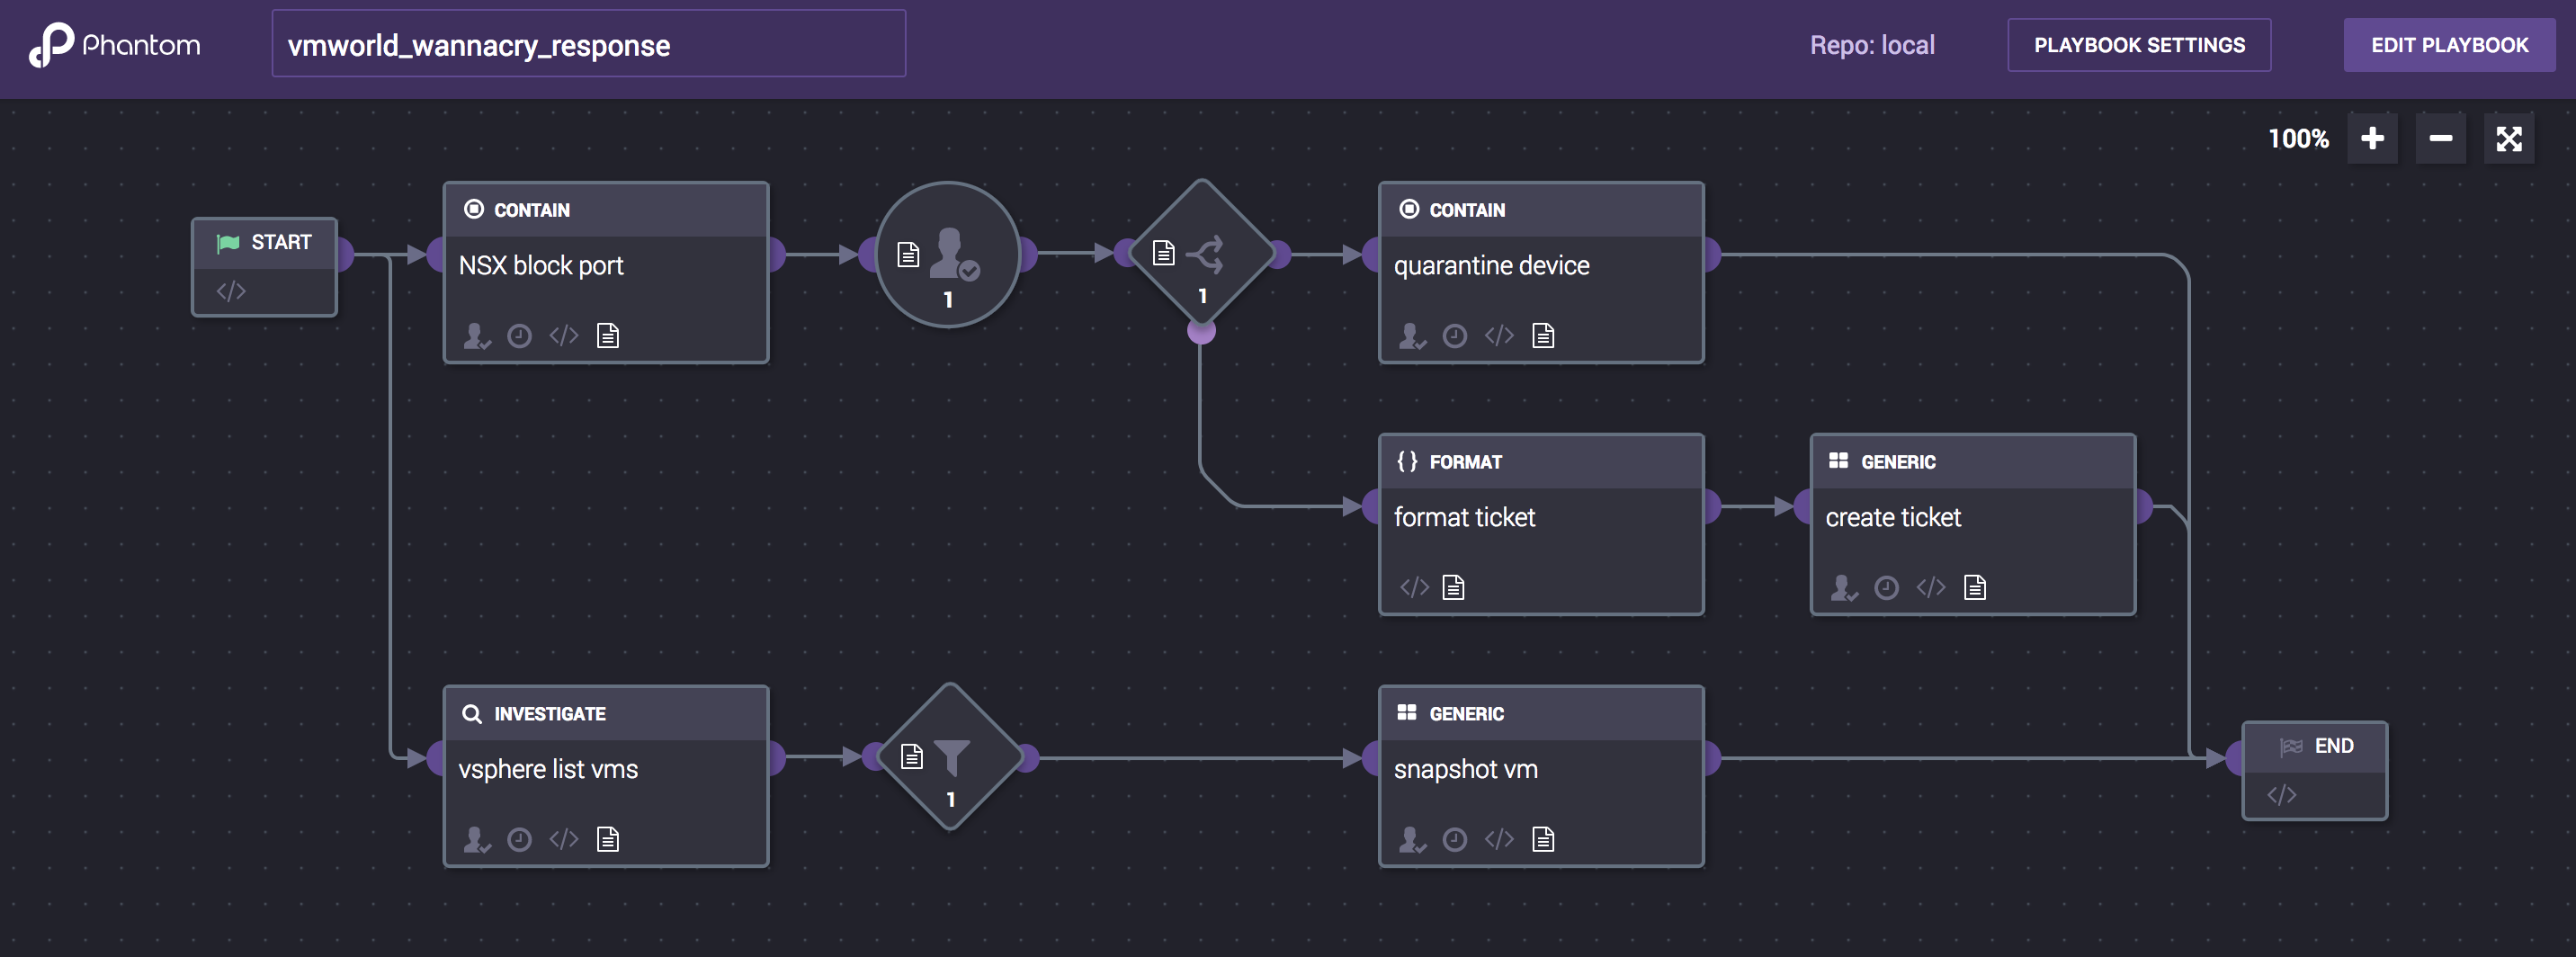 Phantom
vmworld_wannacry_response
Repo: local
PLAYBOOK SETTINGS
EDIT PLAYBOOK
100%
START
</>
CONTAIN
NSX block port
</>
1
1
CONTAIN
quarantine device
</>
{} FORMAT
format ticket
</>
GENERIC
create ticket
</>
INVESTIGATE
vsphere list vms
</>
1
GENERIC
snapshot vm
</>
END
</>